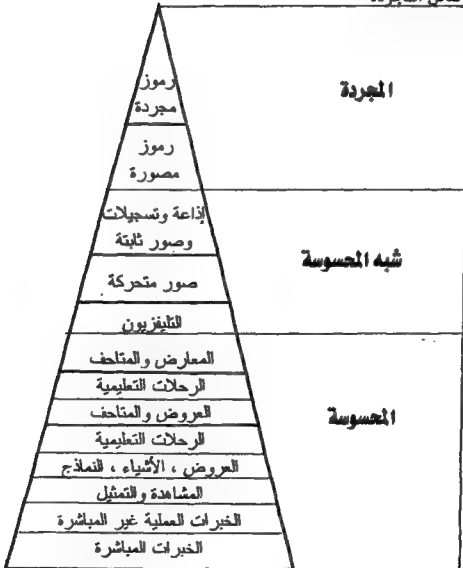 رموز
مجردة
المجردة
رموز
مصورة
إذاعة وتسجيلات
وصور ثابتة
شبه المحسوسة
صور متحركة
التليفزيون
المعارض والمتاحف
الرحلات التعليمية
العروض والمتاحف
المحسوسة
الرحلات التعليمية
العروض ، الأشياء ، النماذج
المشاهدة والتمثيل
الخبرات العملية غير المباشرة
الخبرات المباشرة